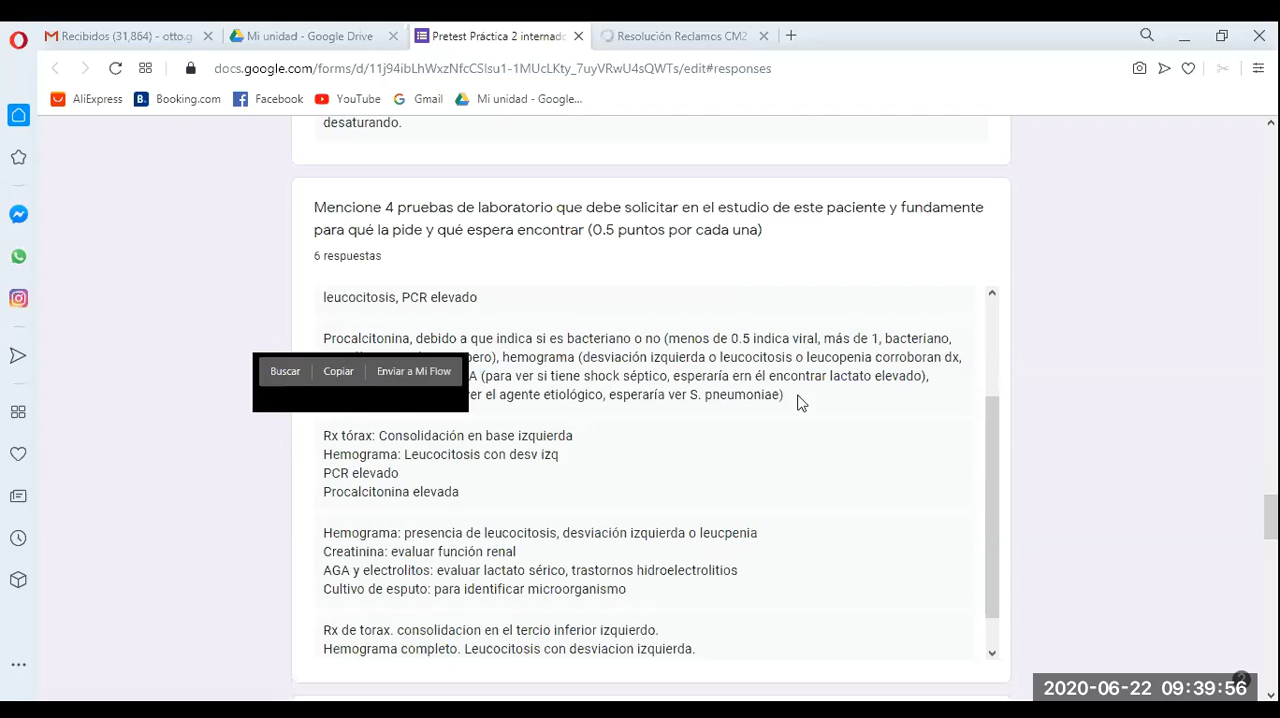 Recibidos (31,864) - otto.g
Mi unidad - Google Drive
Pretest Práctica 2 internado
Resolución Reclamos CM2
docs.google.com/forms/d/11j94ibLhWxzNfcCSIsu1-1MUcLKty_7uyVRwU4sQWTs/edit#responses
AliExpress
Booking.com
Facebook
YouTube
Gmail
Mi unidad - Google...
desaturando.
Mencione 4 pruebas de laboratorio que debe solicitar en el estudio de este paciente y fundamente
para qué la pide y qué espera encontrar (0.5 puntos por cada una)
6 respuestas
leucocitosis, PCR elevado
Procalcitonina, debido a que indica si es bacteriano o no (menos de 0.5 indica viral, más de 1, bacteriano,
pero), hemograma (desviación izquierda o leucocitosis o leucopenia corroboran dx,
Buscar
Copiar
Enviar a Mi Flow
A (para ver si tiene shock séptico, esperaría ern él encontrar lactato elevado),
ver el agente etiológico, esperaría ver S. pneumoniae)
Rx tórax: Consolidación en base izquierda
Hemograma: Leucocitosis con desv izq
PCR elevado
Procalcitonina elevada
Hemograma: presencia de leucocitosis, desviación izquierda o leucpenia
Creatinina: evaluar función renal
AGA y electrolitos: evaluar lactato sérico, trastornos hidroelectrolitios
Cultivo de esputo: para identificar microorganismo
Rx de torax. consolidacion en el tercio inferior izquierdo.
Hemograma completo. Leucocitosis con desviacion izquierda.
2020-06-22 09:39:56